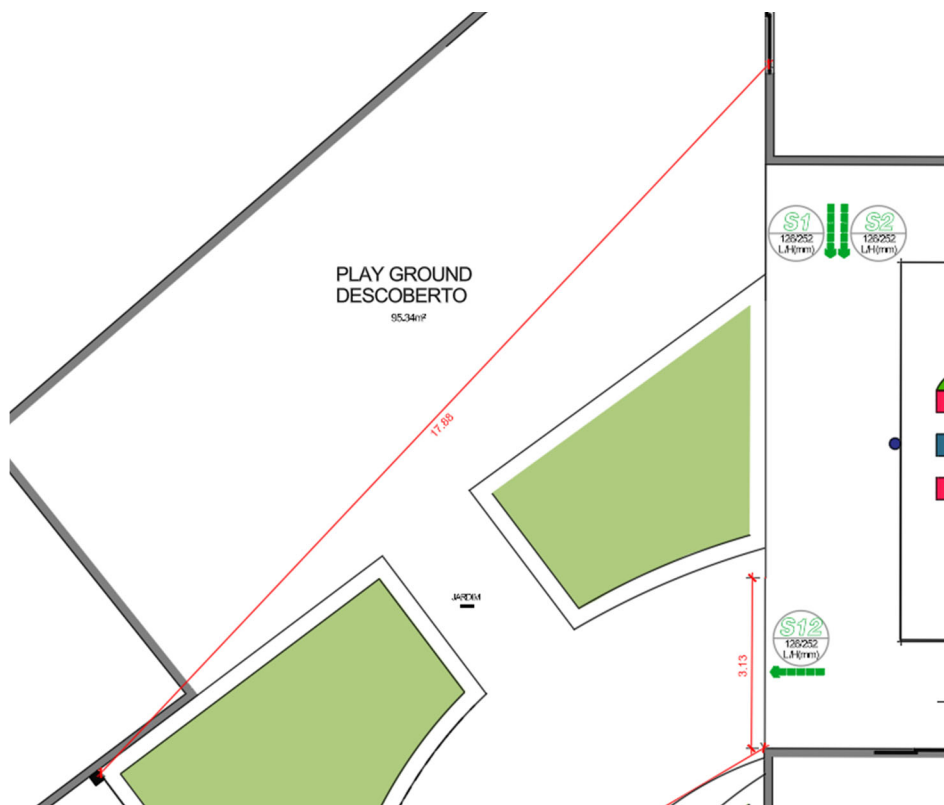 S1
126/252
L/H(mm)
S2
126/252
L/H(mm)
PLAY GROUND
DESCOBERTO
95.34m²
17.88
JARDIM
S12
126/252
L/H(mm)
3.13